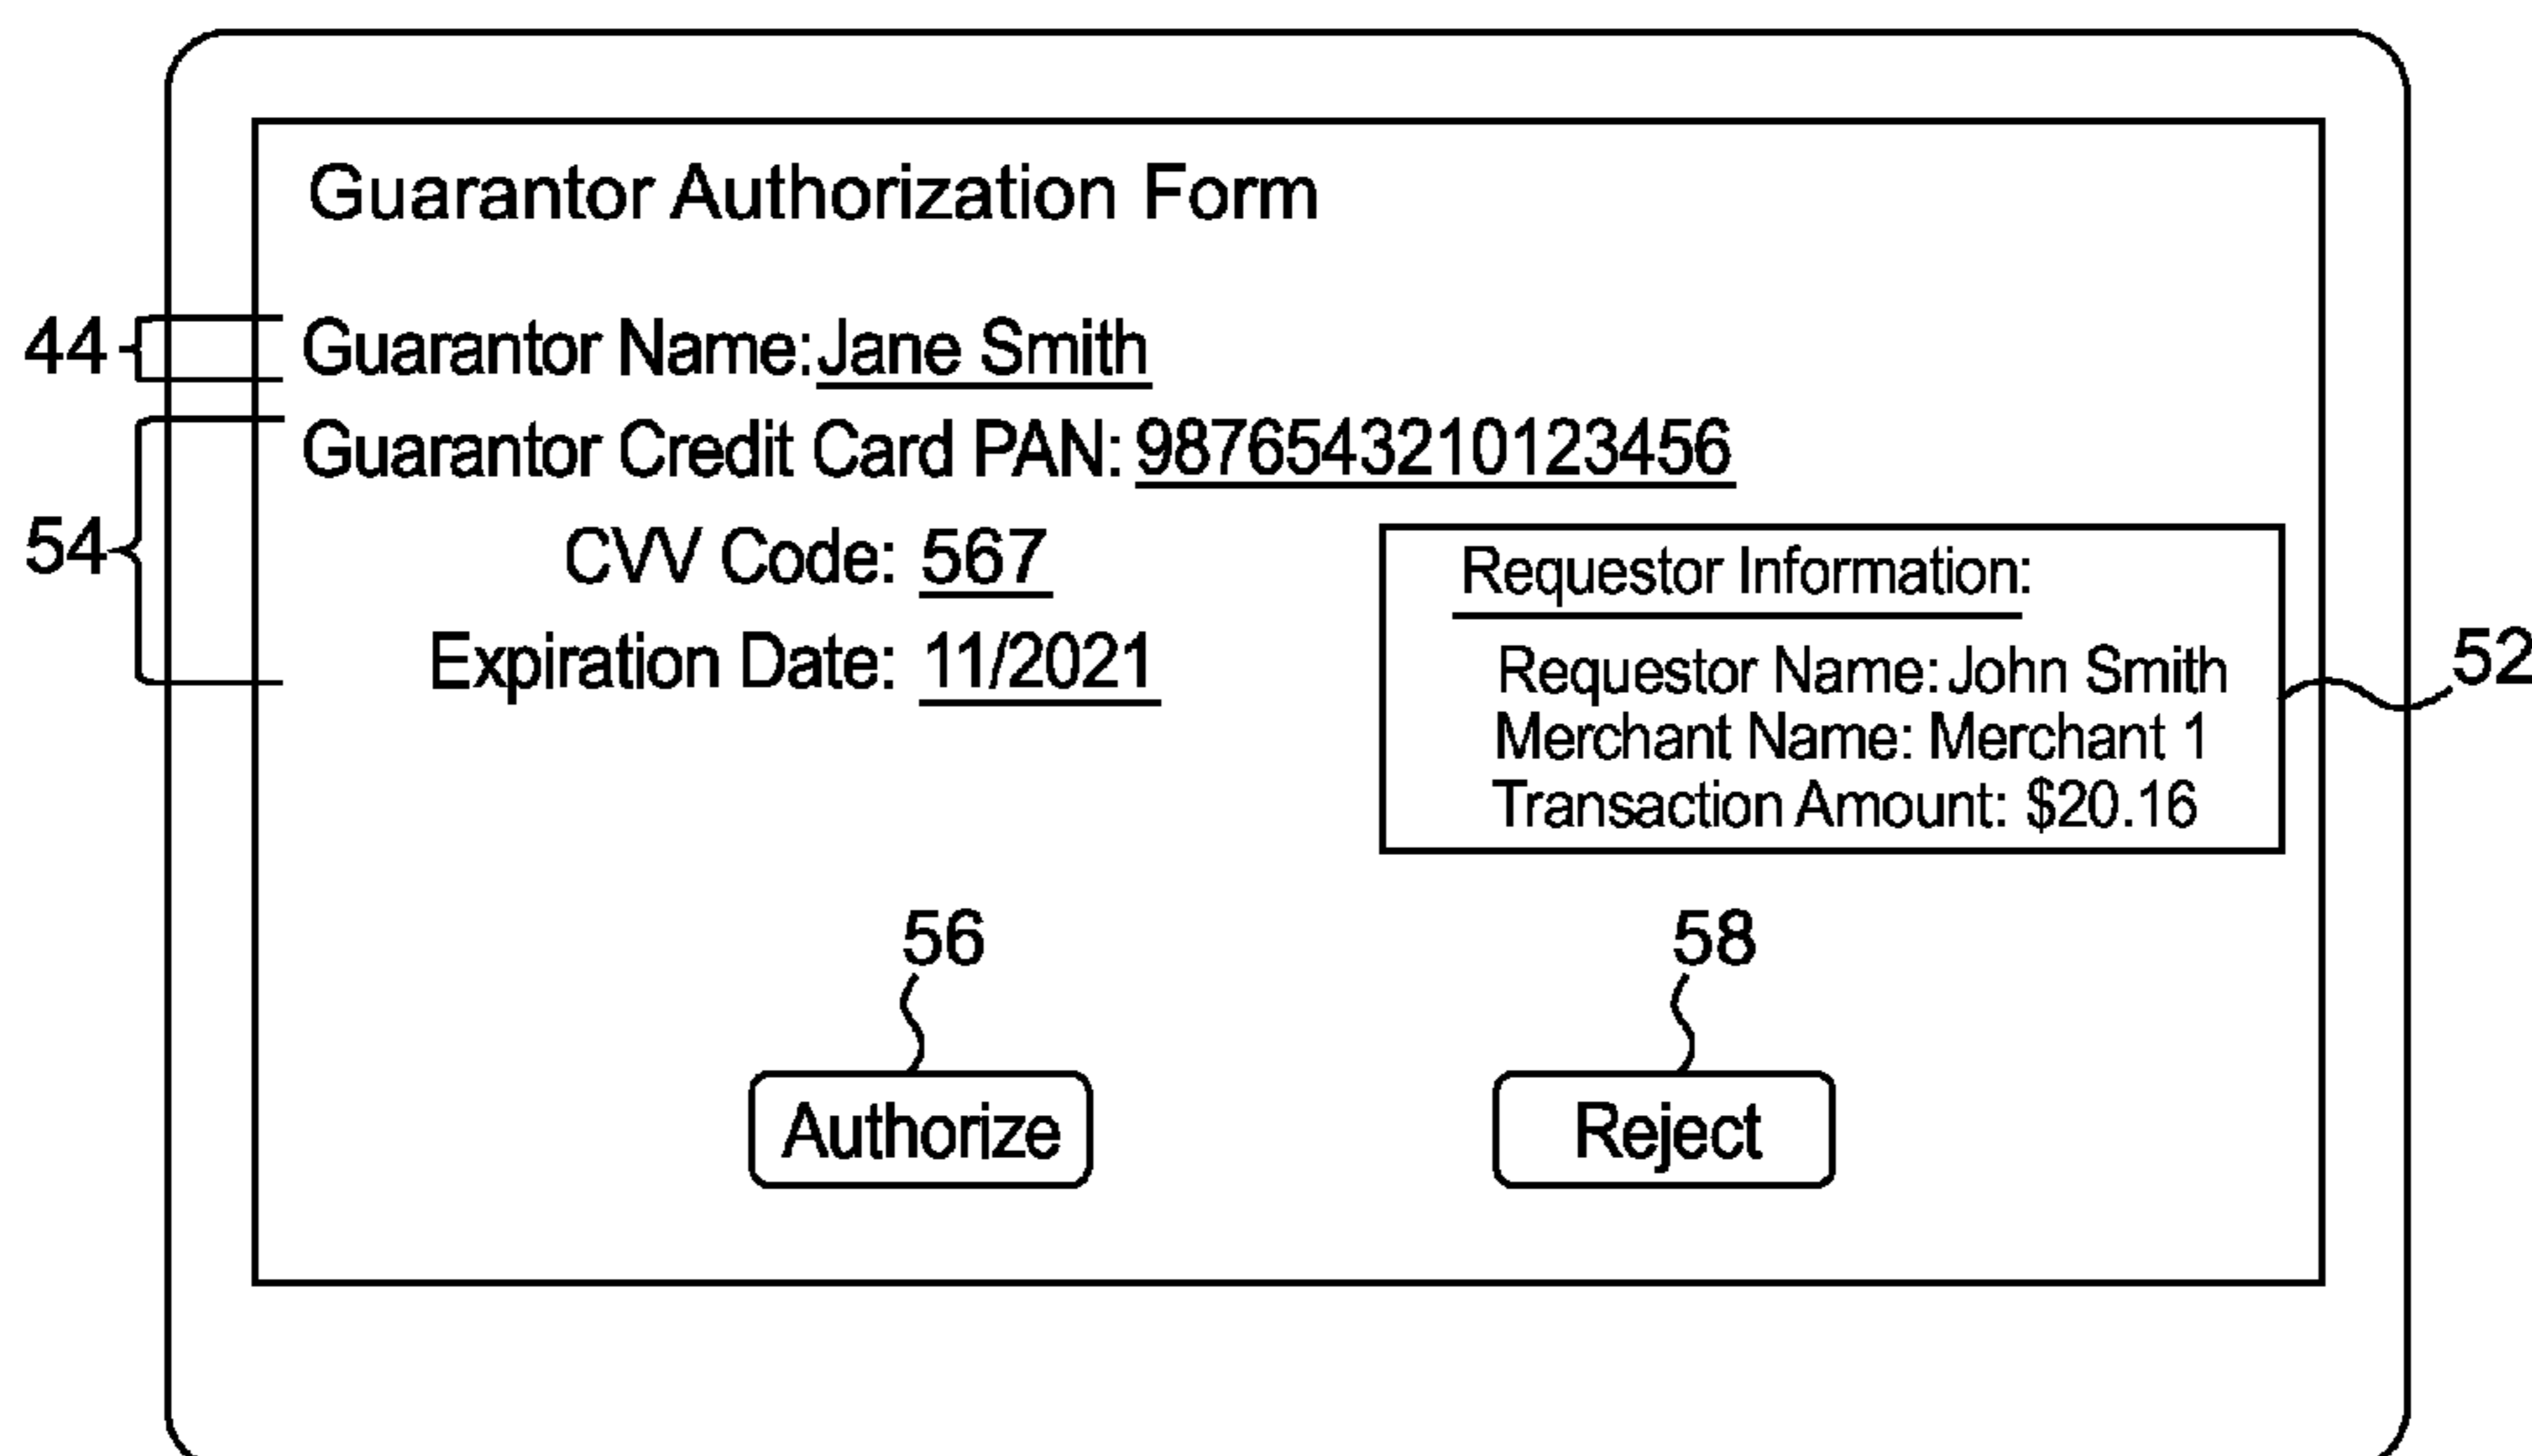 Guarantor Authorization Form
44
Guarantor Name: Jane Smith
54
Guarantor Credit Card PAN: 9876543210123456
CVV Code: 567
Expiration Date: 11/2021
Requestor Information:
Requestor Name: John Smith
Merchant Name: Merchant 1
Transaction Amount: $20.16
52
56
58
Authorize
Reject